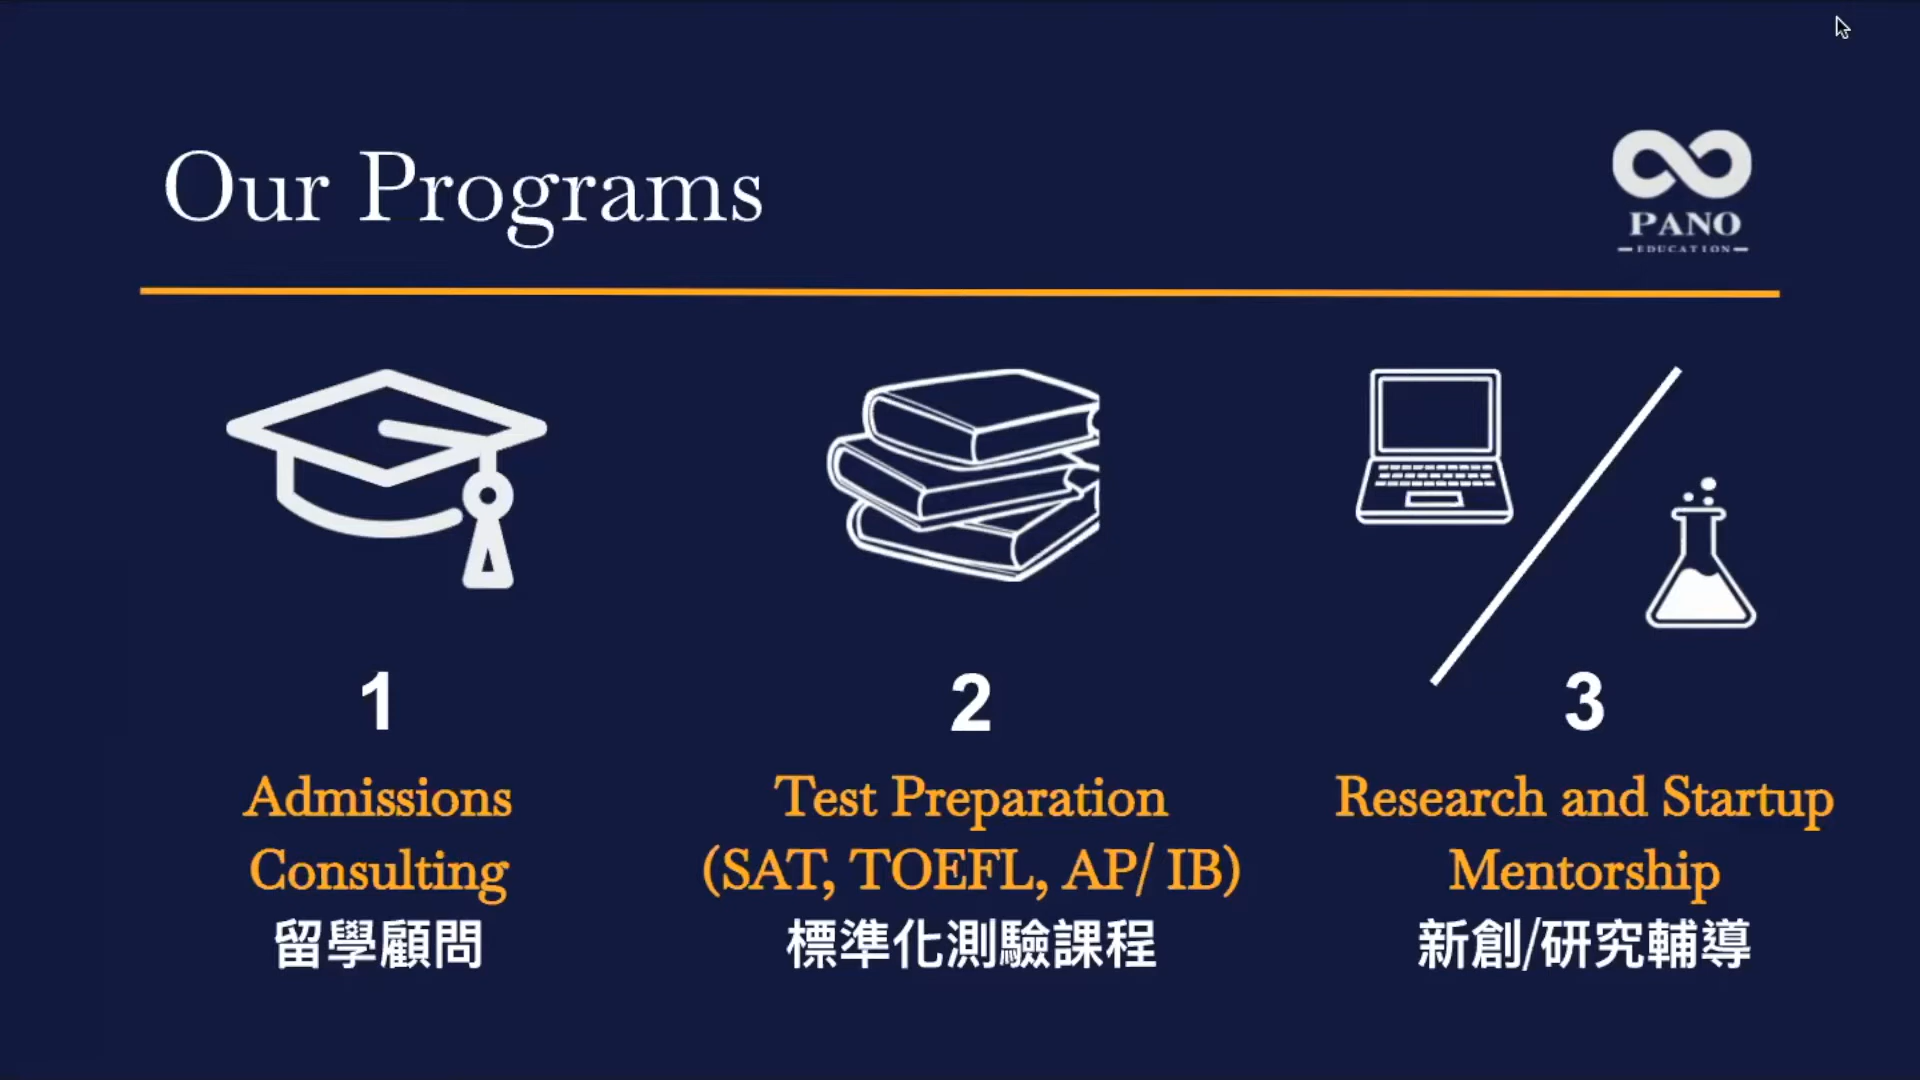 Our Programs
PANO
EDUCATION
1
Admissions
Consulting
留學顧問
2
Test Preparation
(SAT, TOEFL, AP/ IB)
標準化測驗課程
3
Research and Startup
Mentorship
新創/研究輔導